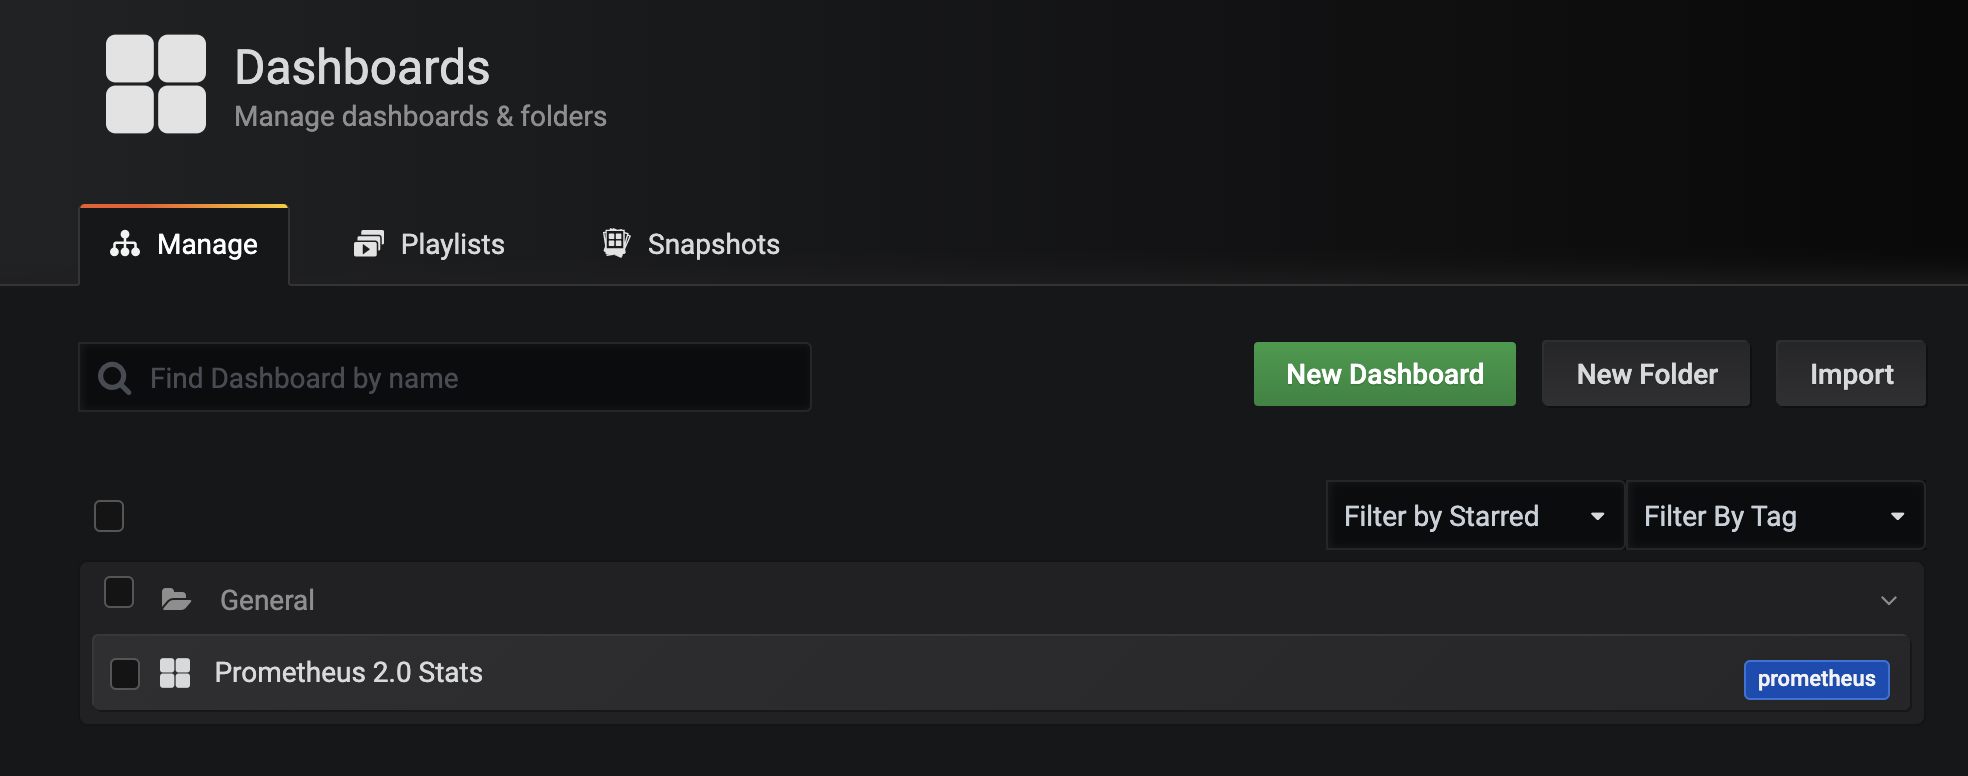 Dashboards
Manage dashboards & folders
Manage
Playlists
Snapshots
Find Dashboard by name
New Dashboard
New Folder
Import
Filter by Starred
Filter By Tag
General
Prometheus 2.0 Stats
prometheus